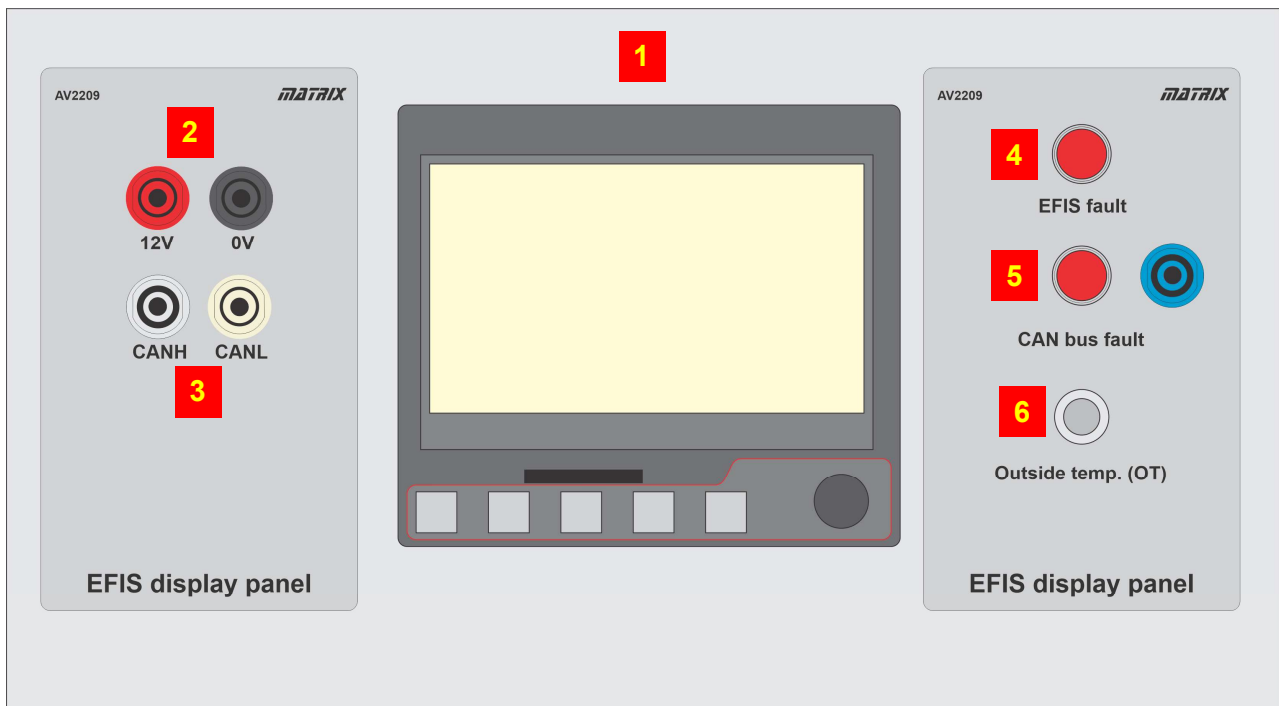 1
AV2209 MATRIX
2
12V 0V
CANH CANL
3
EFIS display panel
AV2209 MATRIX
4
EFIS fault
5
CAN bus fault
6
Outside temp. (OT)
EFIS display panel